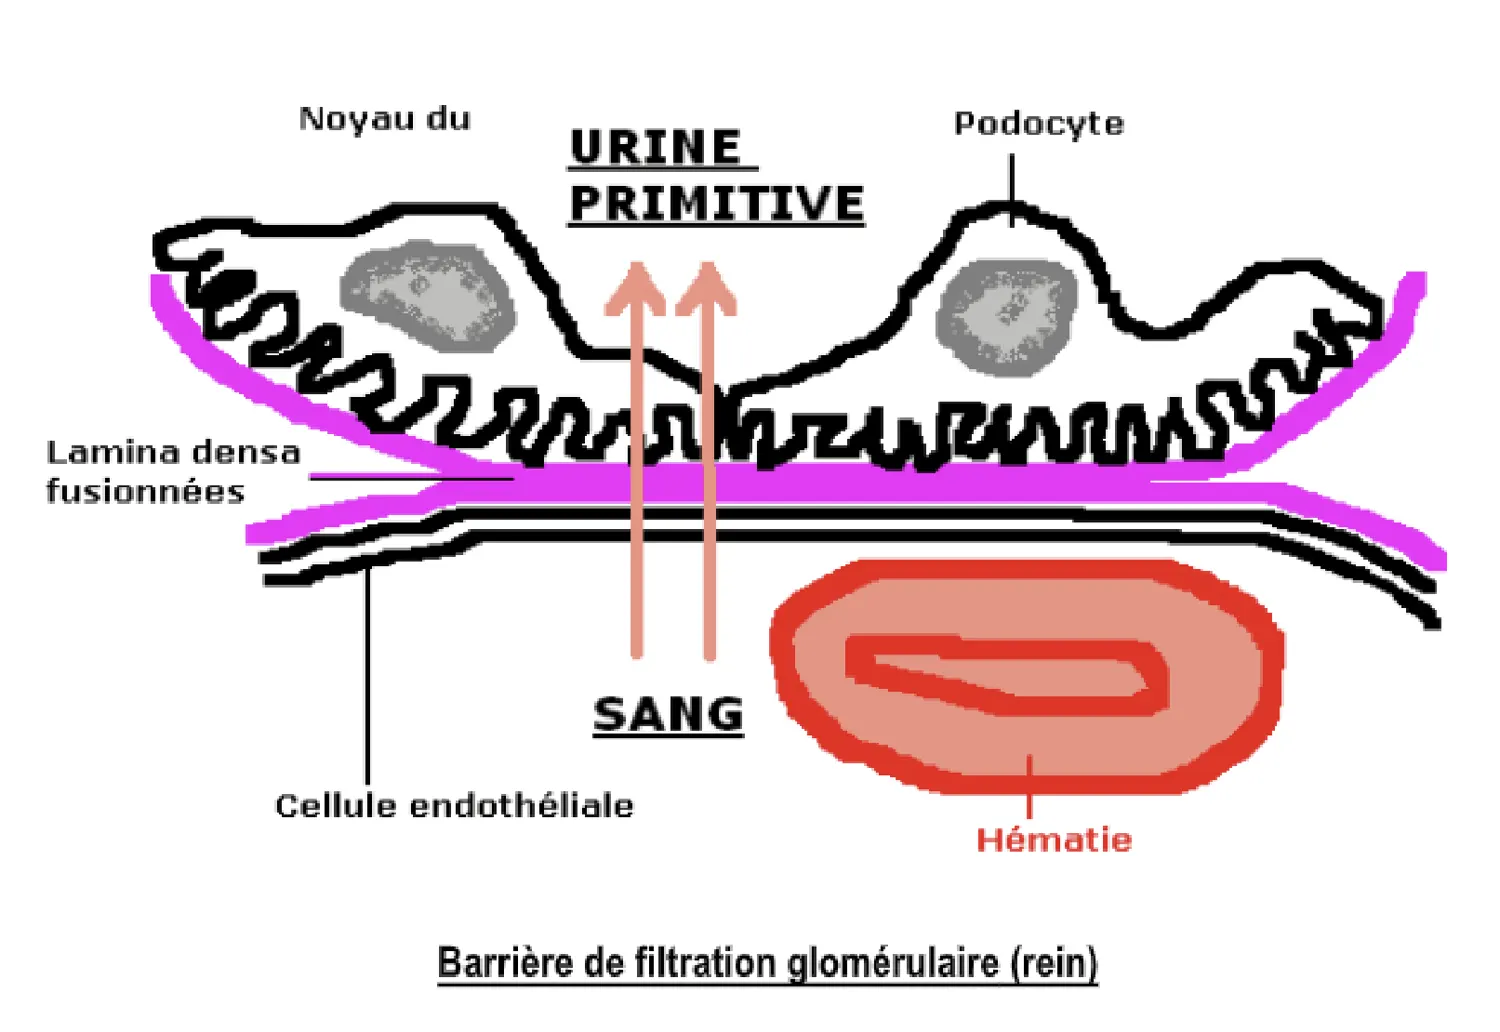 Noyau du
URINE
PRIMITIVE
Podocyte
Lamina densa
fusionnées
SANG
Cellule endothéliale
Hématie
Barrière de filtration glomérulaire (rein)